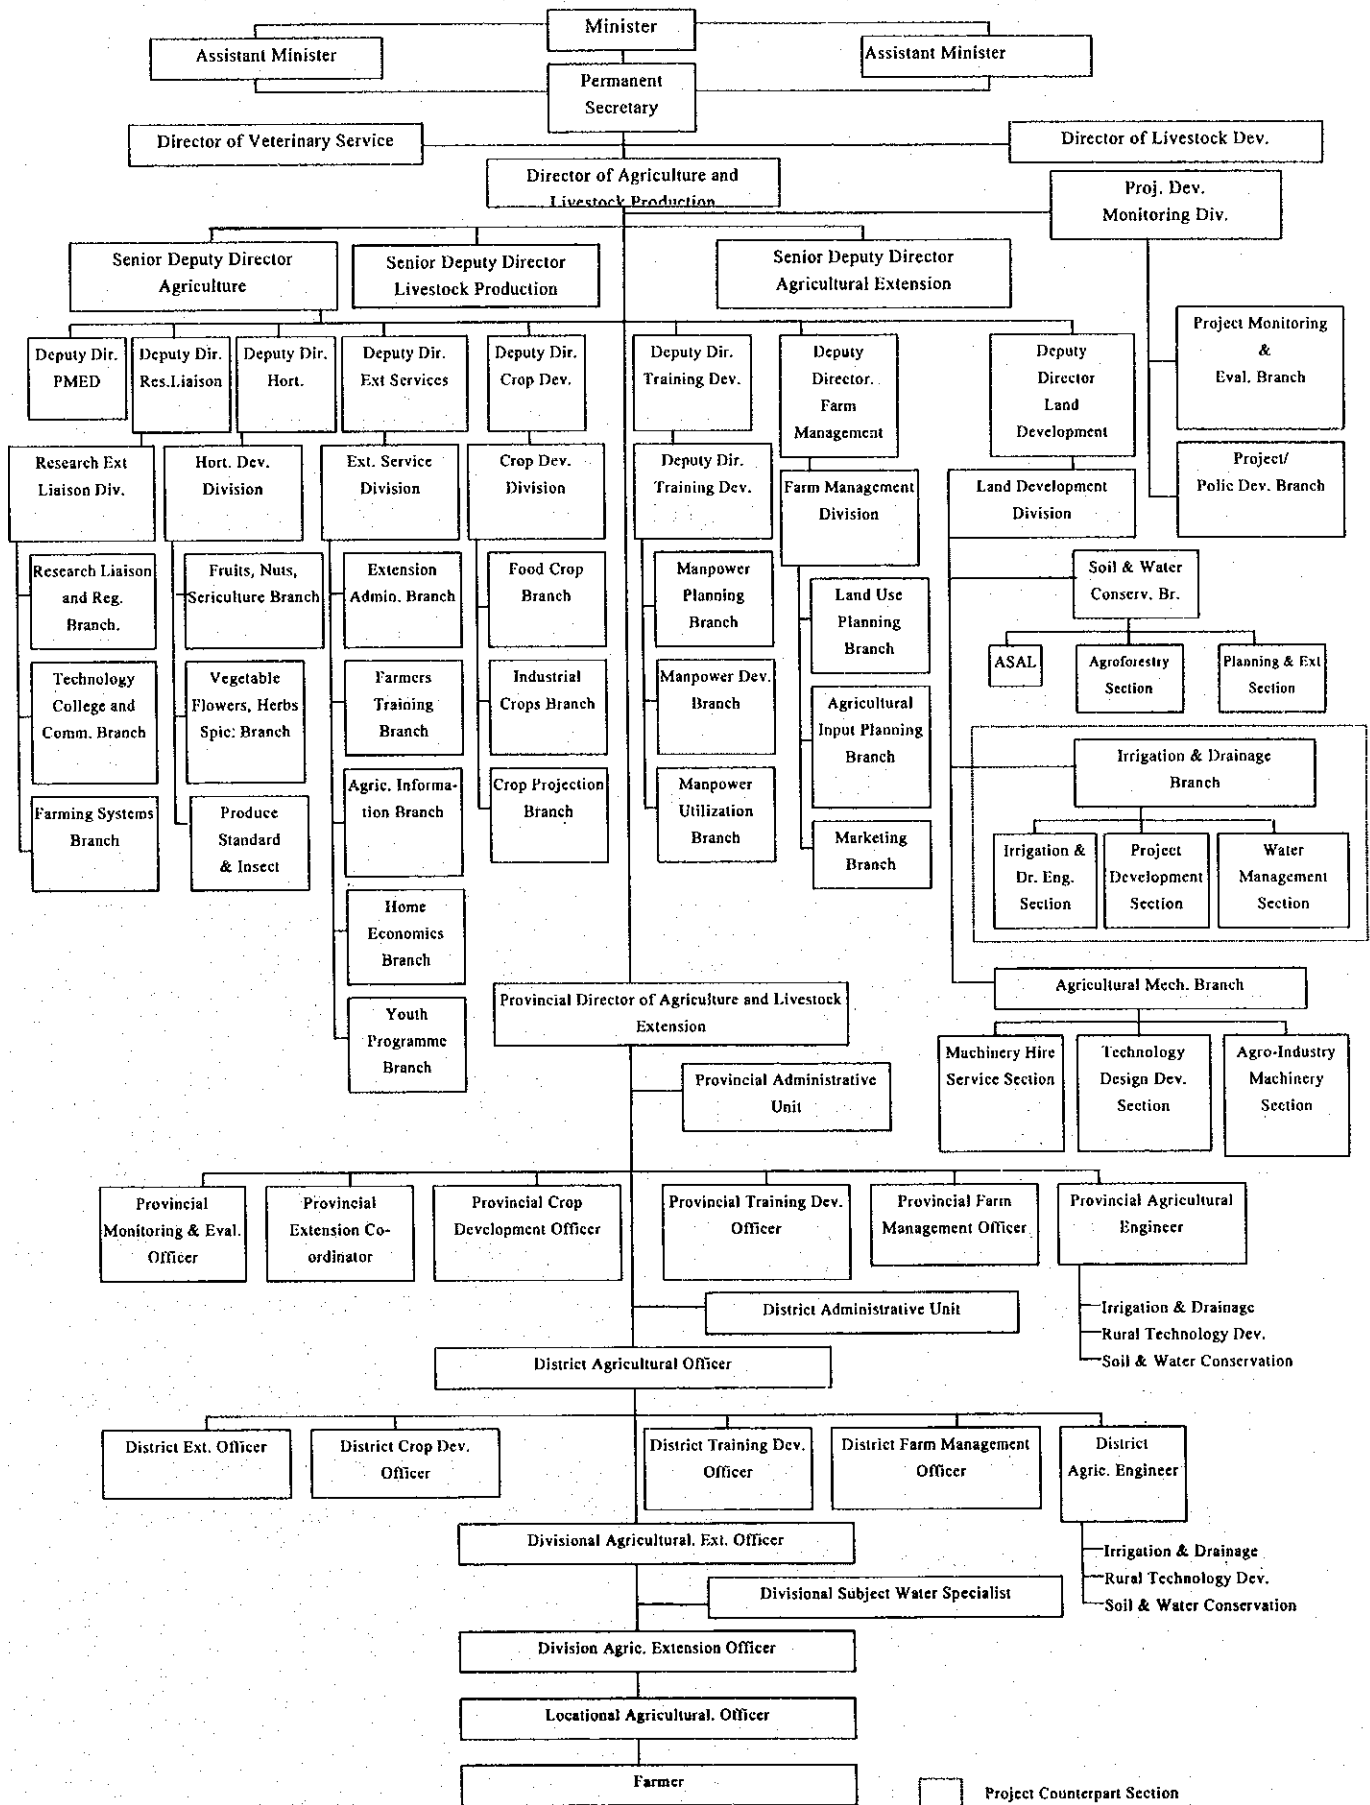 Minister
Assistant Minister
Assistant Minister
Permanent
Secretary
Director of Veterinary Service
Director of Livestock Dev.
Director of Agriculture and
Livestock Production
Proj. Dev.
Monitoring Div.
Senior Deputy Director
Agriculture
Senior Deputy Director
Livestock Production
Senior Deputy Director
Agricultural Extension
Project Monitoring
&
Eval. Branch
Project/
Polic Dev. Branch
Deputy Dir.
PMED
Deputy Dir.
Res.Liaison
Deputy Dir.
Hort.
Deputy Dir.
Ext Services
Deputy Dir.
Crop Dev.
Deputy Dir.
Training Dev.
Deputy
Director.
Farm
Management
Deputy
Director
Land
Development
Research Ext
Liaison Div.
Hort. Dev.
Division
Ext. Service
Division
Crop Dev.
Division
Deputy Dir.
Training Dev.
Farm Management
Division
Land Development
Division
Research Liaison
and Reg.
Branch.
Technology
College and
Comm. Branch
Farming Systems
Branch
Fruits, Nuts,
Sericulture Branch
Vegetable
Flowers, Herbs
Spic: Branch
Produce
Standard
& Insect
Extension
Admin. Branch
Farmers
Training
Branch
Agric. Informa-
tion Branch
Home
Economics
Branch
Youth
Programme
Branch
Food Crop
Branch
Industrial
Crops Branch
Crop Projection
Branch
Manpower
Planning
Branch
Manpower Dev.
Branch
Manpower
Utilization
Branch
Land Use
Planning
Branch
Agricultural
Input Planning
Branch
Marketing
Branch
Soil & Water
Conserv. Br.
ASAL
Agroforestry
Section
Planning & Ext
Section
Irrigation & Drainage
Branch
Irrigation &
Dr. Eng.
Section
Project
Development
Section
Water
Management
Section
Agricultural Mech. Branch
Machinery Hire
Service Section
Technology
Design Dev.
Section
Agro-Industry
Machinery
Section
Provincial Director of Agriculture and Livestock
Extension
Provincial Administrative
Unit
Provincial
Monitoring & Eval.
Officer
Provincial
Extension Co-
ordinator
Provincial Crop
Development Officer
Provincial Training Dev.
Officer
Provincial Farm
Management Officer
Provincial Agricultural
Engineer
Irrigation & Drainage
Rural Technology Dev.
Soil & Water Conservation
District Administrative Unit
District Agricultural Officer
District Ext. Officer
District Crop Dev.
Officer
District Training Dev.
Officer
District Farm Management
Officer
District
Agric. Engineer
Irrigation & Drainage
Rural Technology Dev.
Soil & Water Conservation
Divisional Agricultural. Ext. Officer
Divisional Subject Water Specialist
Division Agric. Extension Officer
Locational Agricultural. Officer
Farmer
Project Counterpart Section